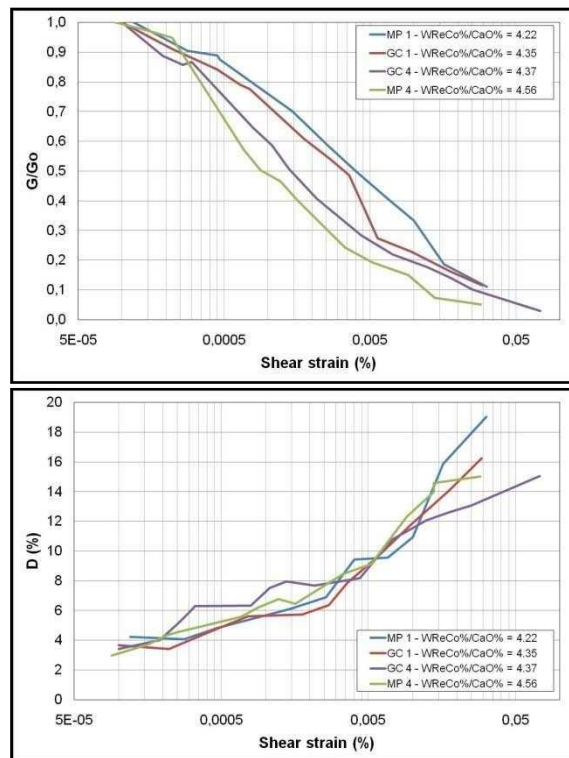 1,0
0,9
0,8
0,7
0,6
0,5
0,4
0,3
0,2
0,1
0,0
G/Go
MP 1 - WReCo%/CaO% = 4.22
GC 1 - WReCo%/CaO% = 4.35
GC 4 - WReCo%/CaO% = 4.37
MP 4 - WReCo%/CaO% = 4.56
5E-05 0,0005 0,005 0,05
Shear strain (%)
20
18
16
14
12
10
8
6
4
2
0
D (%)
MP 1 - WReCo%/CaO% = 4.22
GC 1 - WReCo%/CaO% = 4.35
GC 4 - WReCo%/CaO% = 4.37
MP 4 - WReCo%/CaO% = 4.56
5E-05 0,0005 0,005 0,05
Shear strain (%)